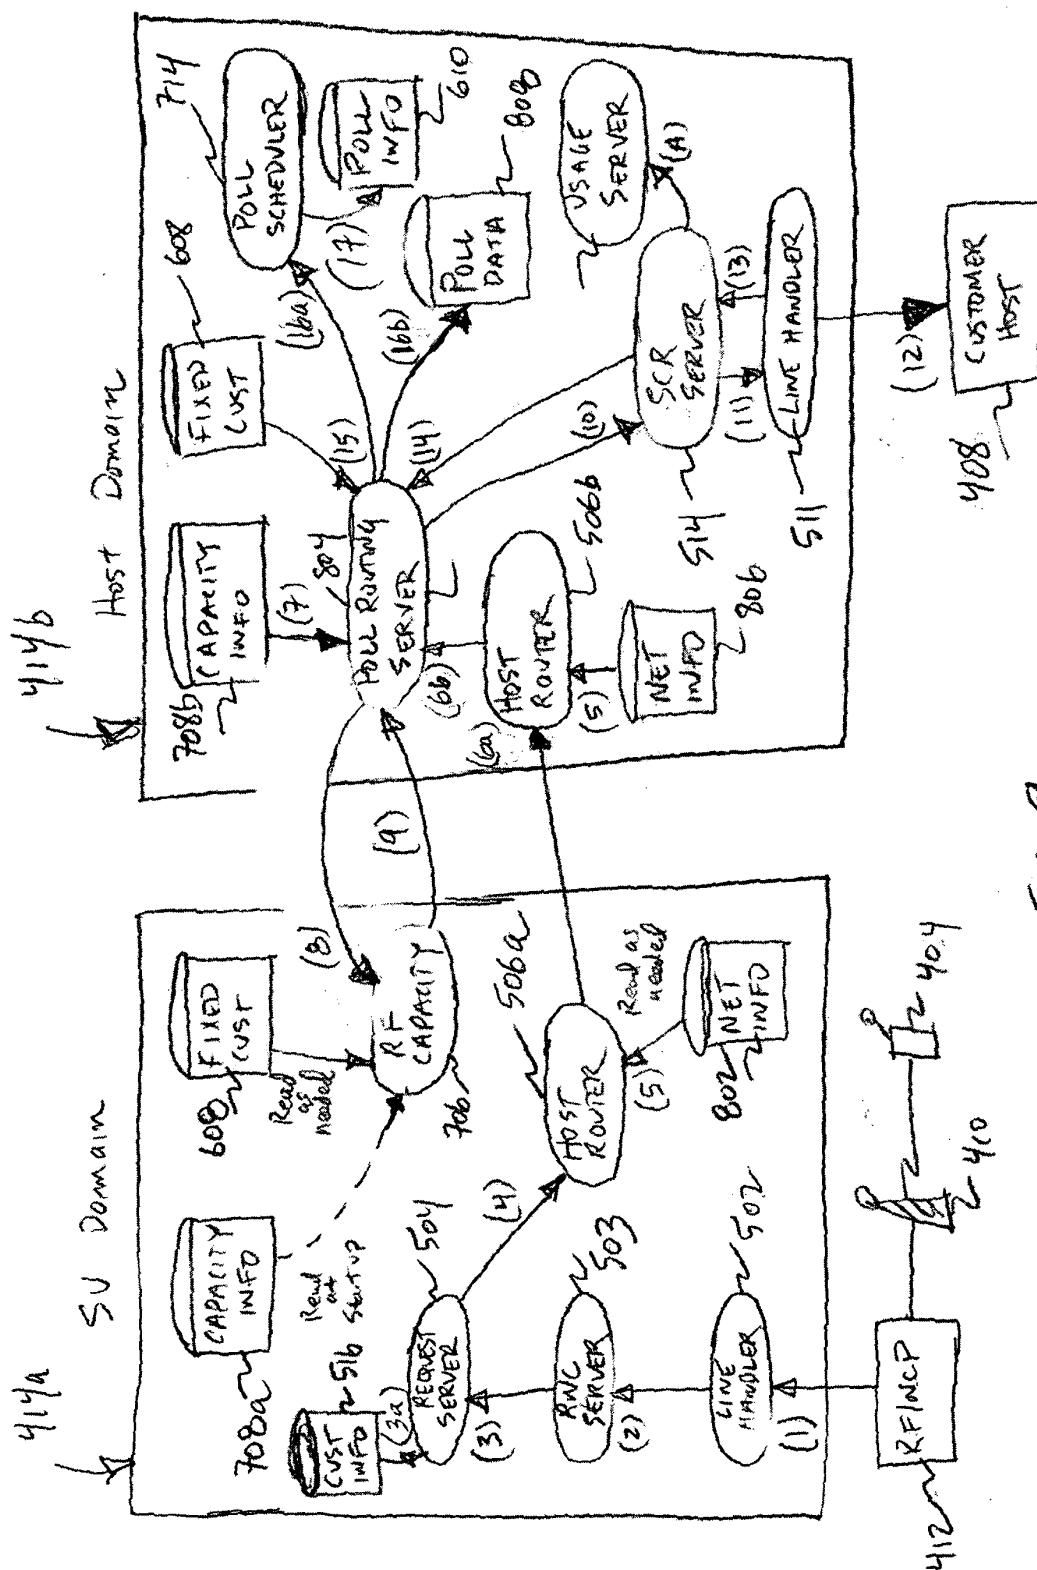 414a
SU Domain
708a
CAPACITY
INFO
Read
at
Startup
608
FIXED
CUST
Read
as
needed
(8)
RF
CAPACITY
706
(9)
516
CUST
INFO
(3a)
504
REQUEST
SERVER
(3)
(4)
503
RNC
SERVER
(2)
502
LINE
HANDLER
(1)
506a
HOST
ROUTER
Read as
needed
(5)
802
NET
INFO
412
RF/NCP
410
404
414b
Host Domain
708b
CAPACITY
INFO
(7)
804
POLL ROUTING
SERVER
608
FIXED
CUST
(15)
714
POLL
SCHEDULER
(16a)
(17)
POLL
INFO
610
(16b)
POLL
DATA
808
(14)
(10)
(6a)
(6b)
HOST
ROUTER
506b
(5)
NET
INFO
806
514
SCR
SERVER
USAGE
SERVER
(A)
(11)
(13)
511
LINE HANDLER
(12)
408
CUSTOMER
HOST